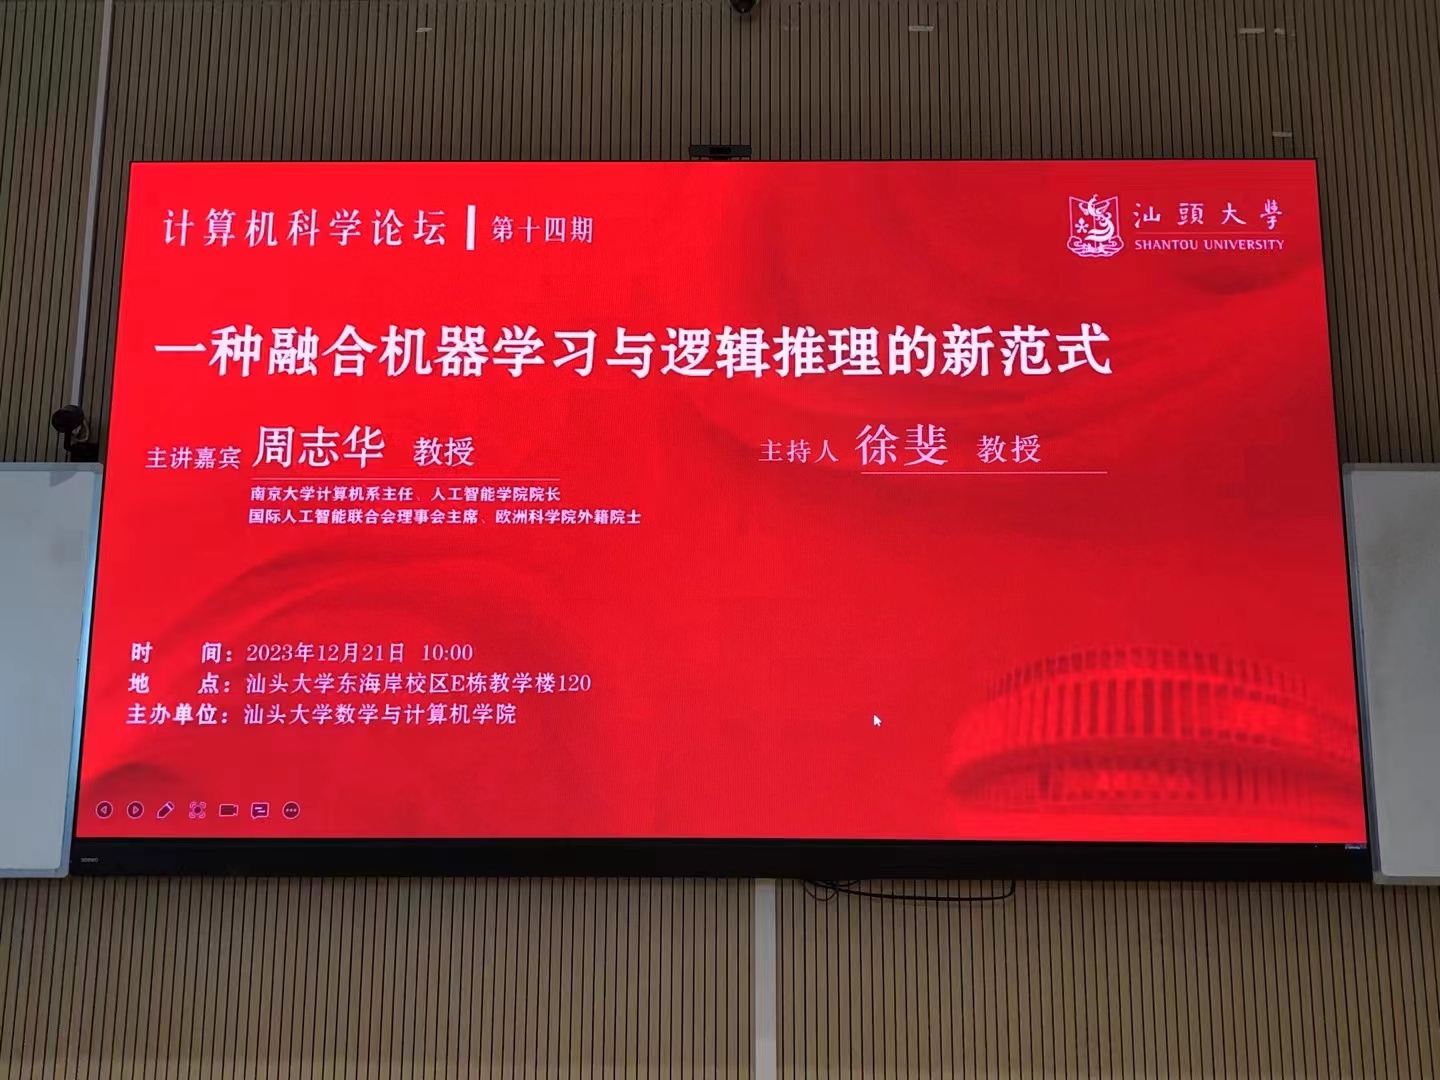 计算机科学论坛 第十四期
汕頭大學
SHANTOU UNIVERSITY
一种融合机器学习与逻辑推理的新范式
主讲嘉宾 周志华 教授
主持人 徐斐 教授
南京大学计算机系主任、人工智能学院院长
国际人工智能联合会理事会主席、欧洲科学院外籍院士
时 间：2023年12月21日 10:00
地 点：汕头大学东海岸校区E栋教学楼120
主办单位：汕头大学数学与计算机学院